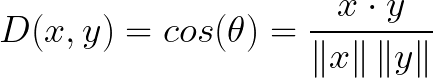 D(x, y) = cos(θ) = x · y / ‖x‖ ‖y‖